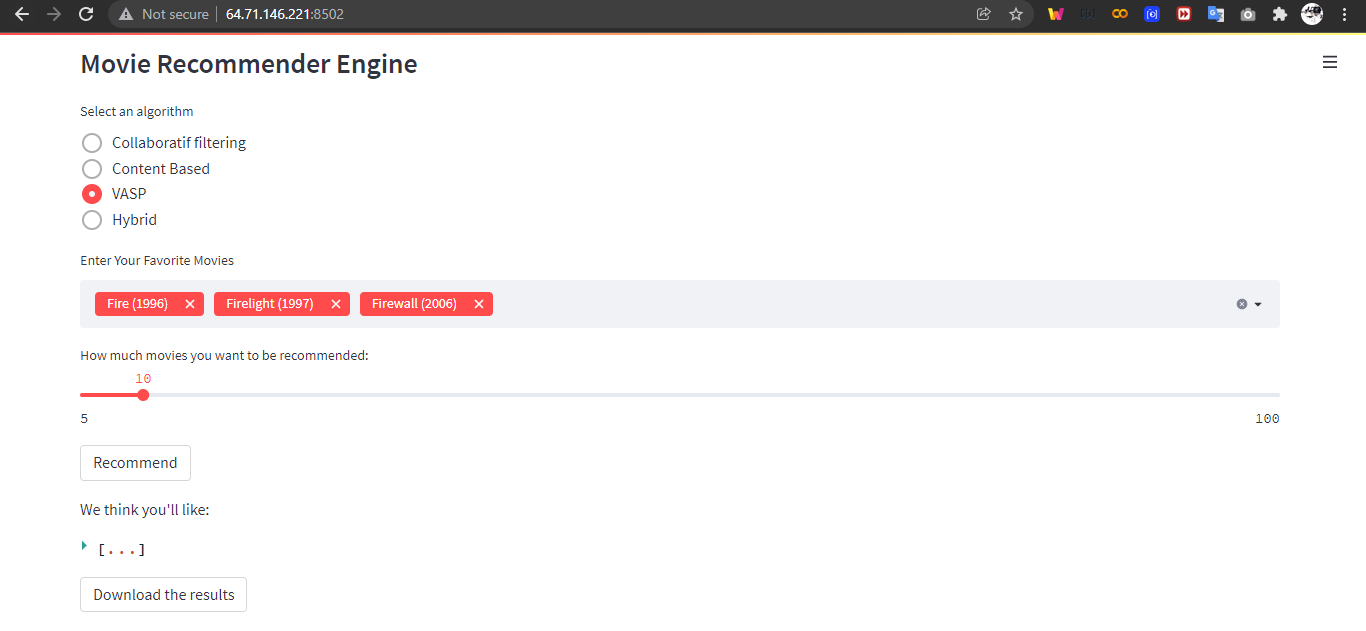 Not secure 64.71.146.221:8502
Movie Recommender Engine
Select an algorithm
Collaboratif filtering
Content Based
VASP
Hybrid
Enter Your Favorite Movies
Fire (1996) Firelight (1997) Firewall (2006)
How much movies you want to be recommended:
10
5 100
Recommend
We think you'll like:
[...]
Download the results